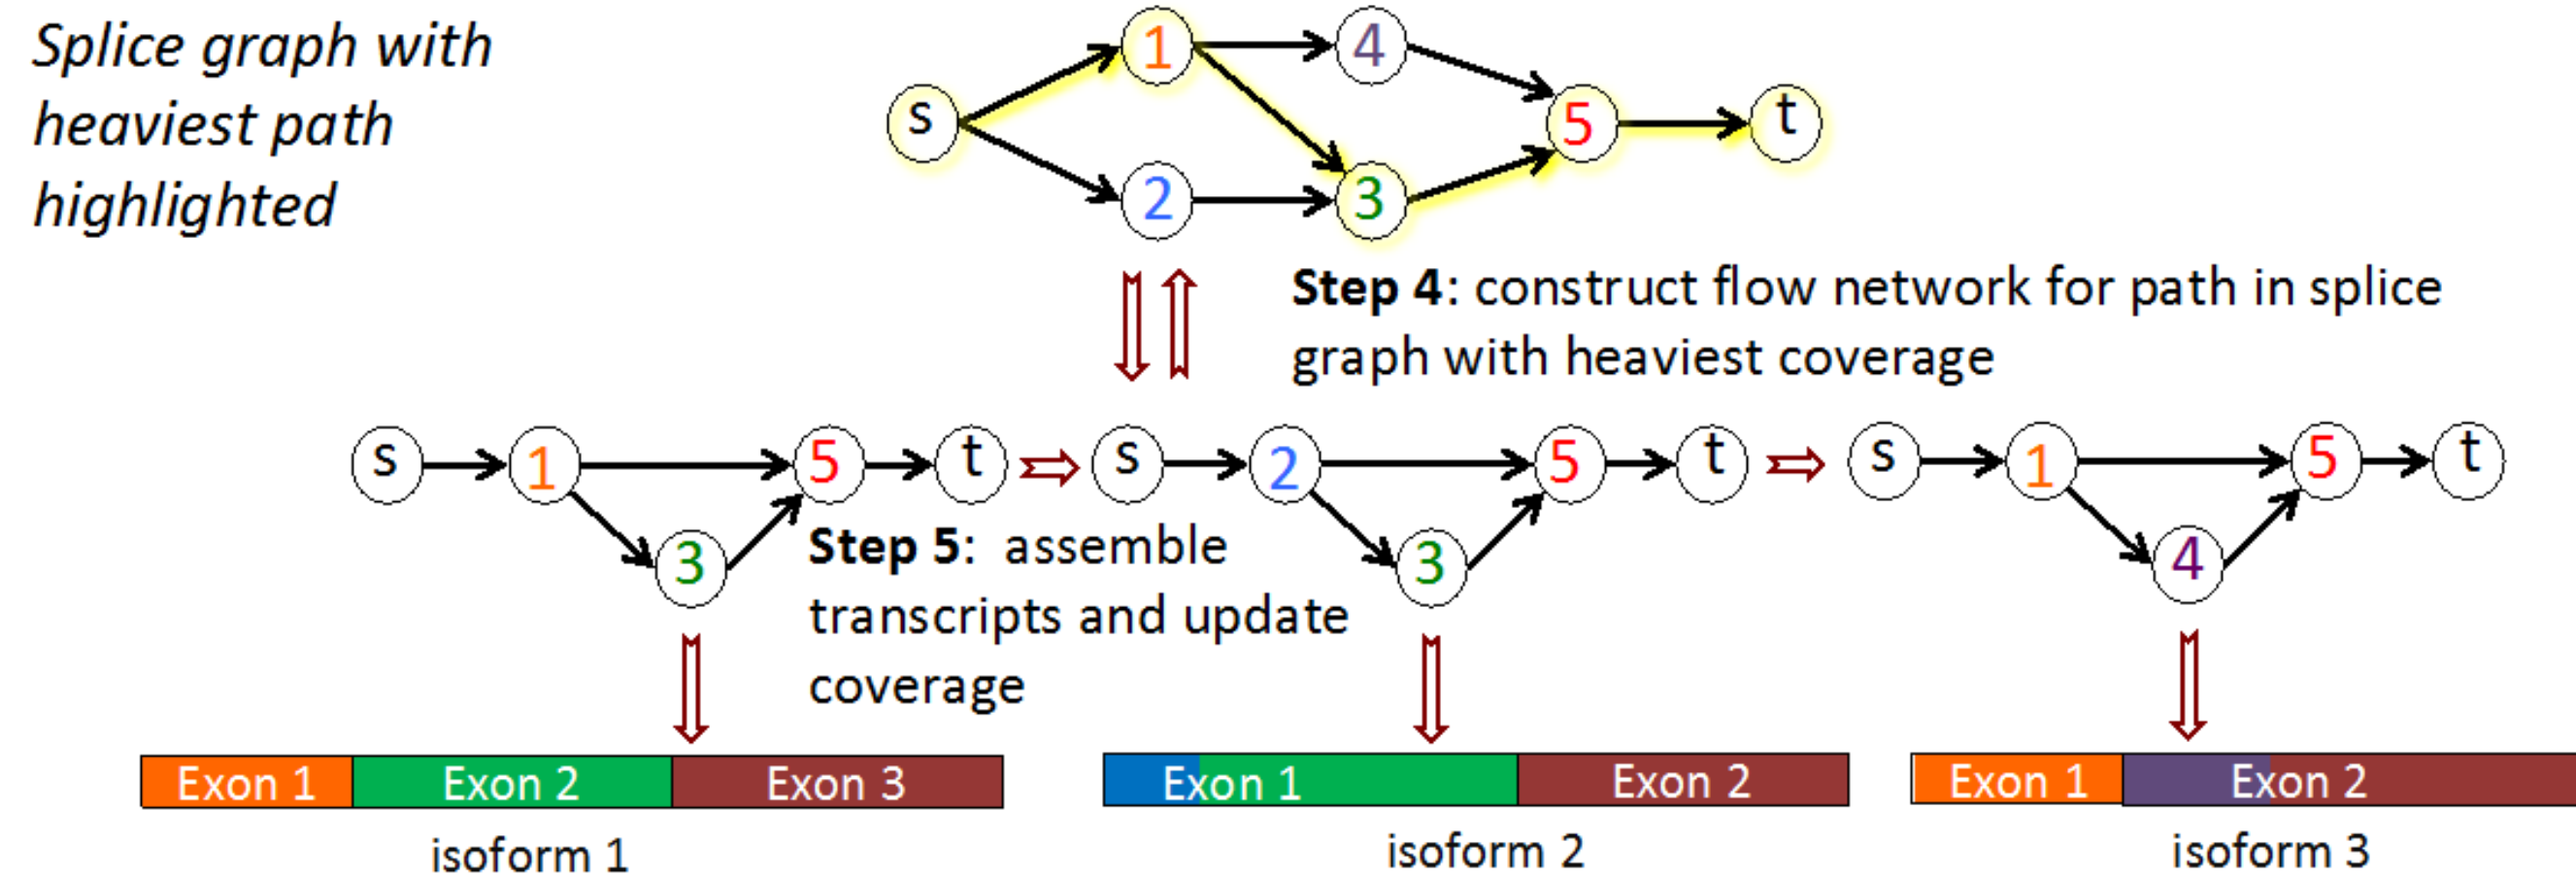 Splice graph with
heaviest path
highlighted
1 4
s 5 t
2 3
Step 4: construct flow network for path in splice
graph with heaviest coverage
s 1 5 t s 2 5 t s 1 5 t
3 3 4
Step 5: assemble
transcripts and update
coverage
Exon 1 Exon 2 Exon 3 Exon 1 Exon 2 Exon 1 Exon 2
isoform 1 isoform 2 isoform 3